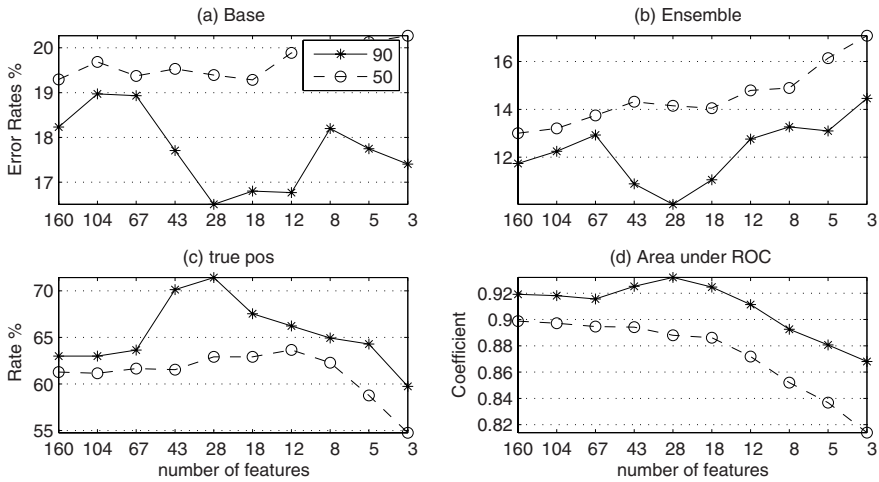 (a) Base
Error Rates %
20
19
18
17
16
90
50
160 104 67 43 28 18 12 8 5 3
(b) Ensemble
16
14
12
160 104 67 43 28 18 12 8 5 3
(c) true pos
Rate %
70
65
60
55
160 104 67 43 28 18 12 8 5 3
number of features
(d) Area under ROC
Coefficient
0.92
0.9
0.88
0.86
0.84
0.82
160 104 67 43 28 18 12 8 5 3
number of features